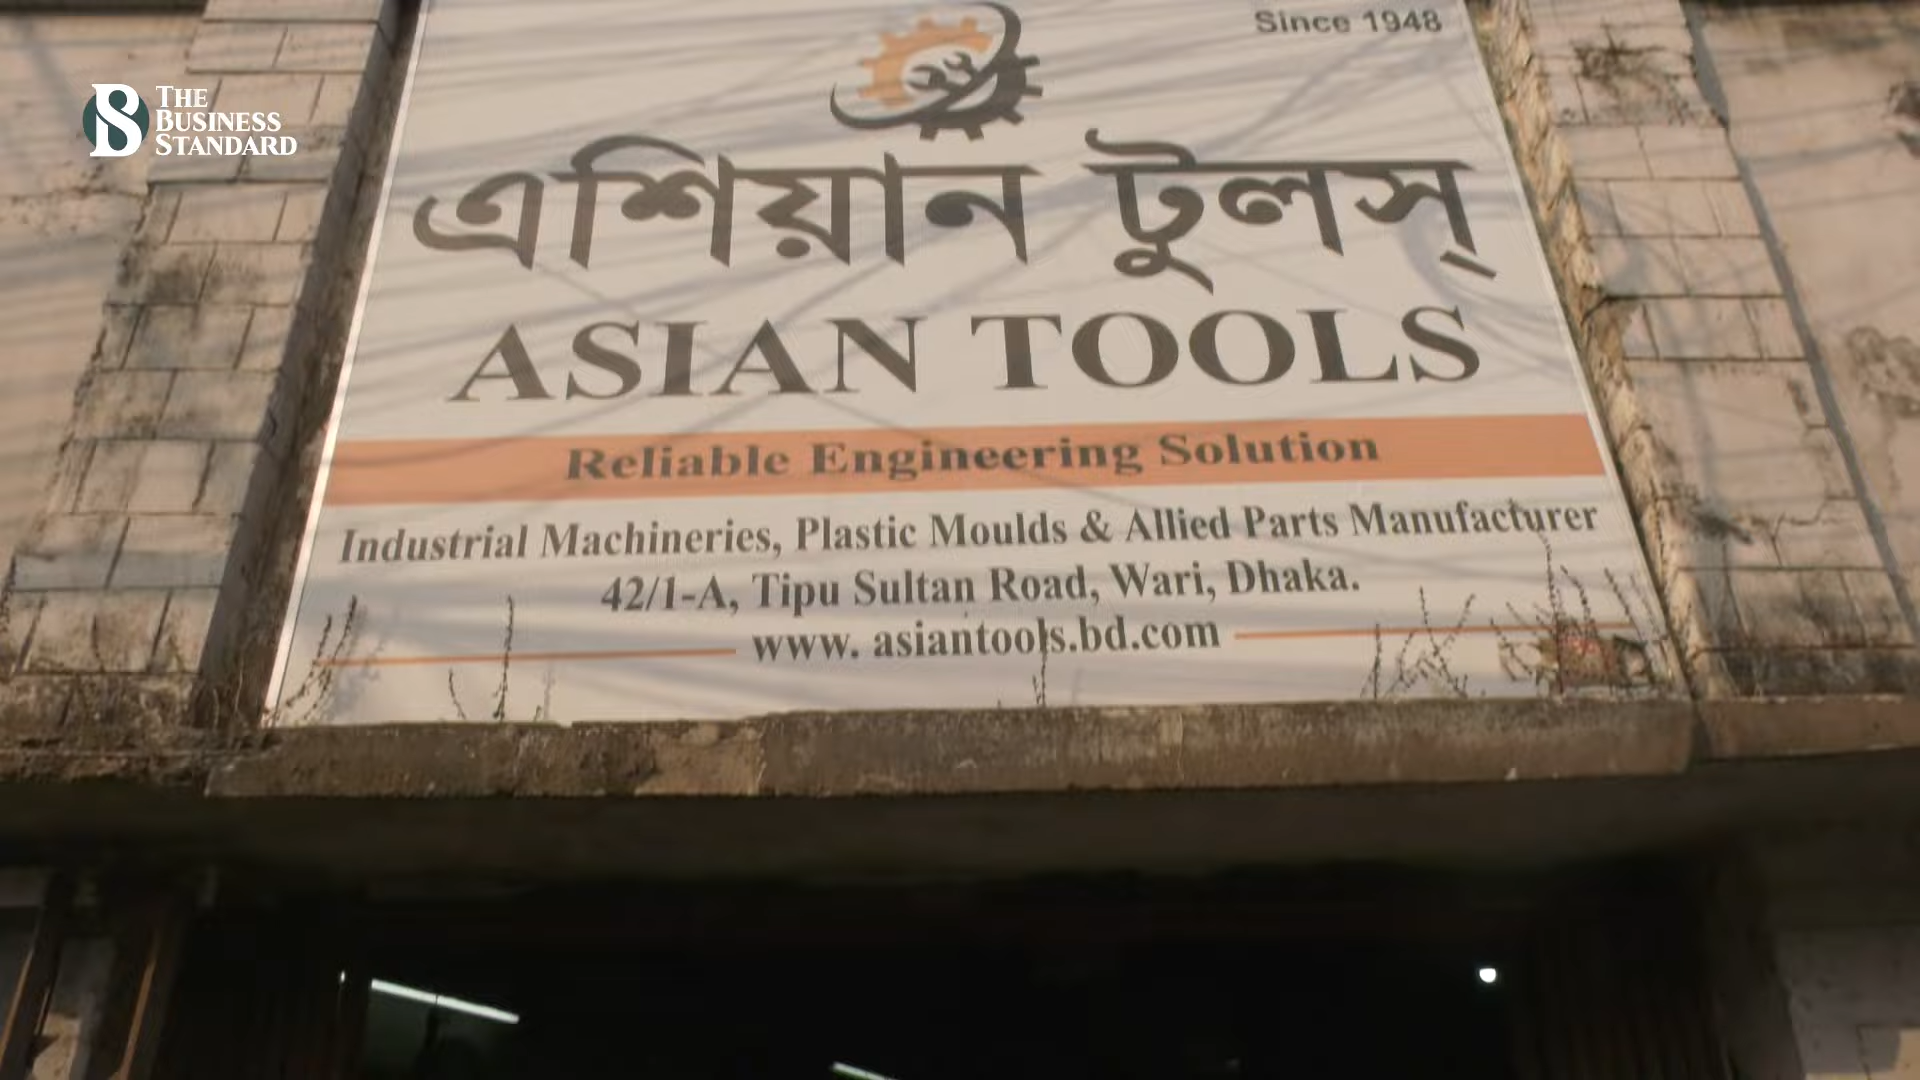 THE
BUSINESS
STANDARD
Since 1948
এশিয়ান টুলস্
ASIAN TOOLS
Reliable Engineering Solution
Industrial Machineries, Plastic Moulds & Allied Parts Manufacturer
42/1-A, Tipu Sultan Road, Wari, Dhaka.
www. asiantools.bd.com